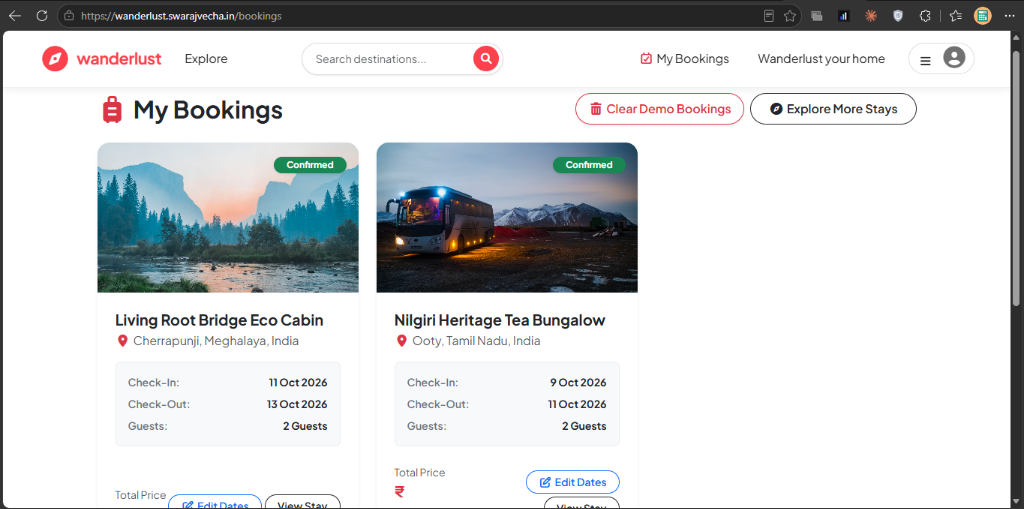 https://wanderlust.swarajvecha.in/bookings
wanderlust Explore Search destinations... My Bookings Wanderlust your home
My Bookings Clear Demo Bookings Explore More Stays
Confirmed
Living Root Bridge Eco Cabin
Cherrapunji, Meghalaya, India
Check-In: 11 Oct 2026
Check-Out: 13 Oct 2026
Guests: 2 Guests
Total Price
Edit Dates View Stay
Confirmed
Nilgiri Heritage Tea Bungalow
Ooty, Tamil Nadu, India
Check-In: 9 Oct 2026
Check-Out: 11 Oct 2026
Guests: 2 Guests
Total Price
₹
Edit Dates
View Stay